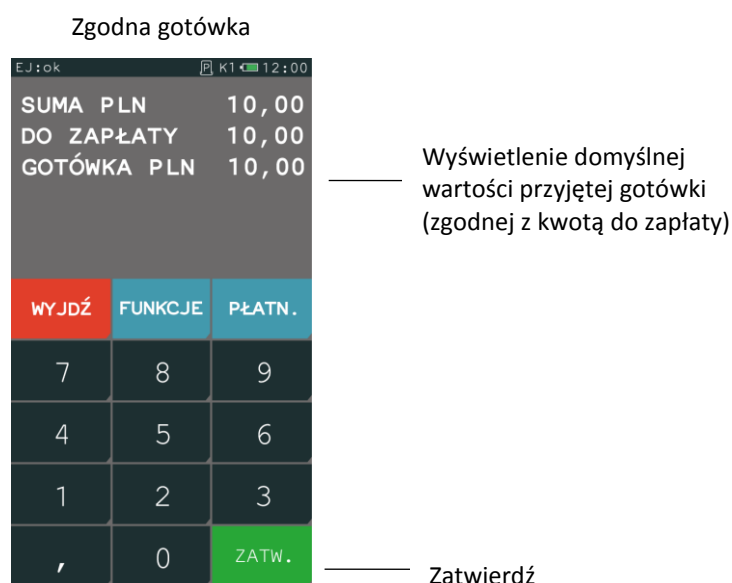 Zgodna gotówka
EJ:ok P K1 12:00
SUMA PLN 10,00
DO ZAPŁATY 10,00
GOTÓWKA PLN 10,00
Wyświetlenie domyślnej
wartości przyjętej gotówki
(zgodnej z kwotą do zapłaty)
WYJDŹ FUNKCJE PŁATN.
7 8 9
4 5 6
1 2 3
, 0 ZATW.
Zatwierdź